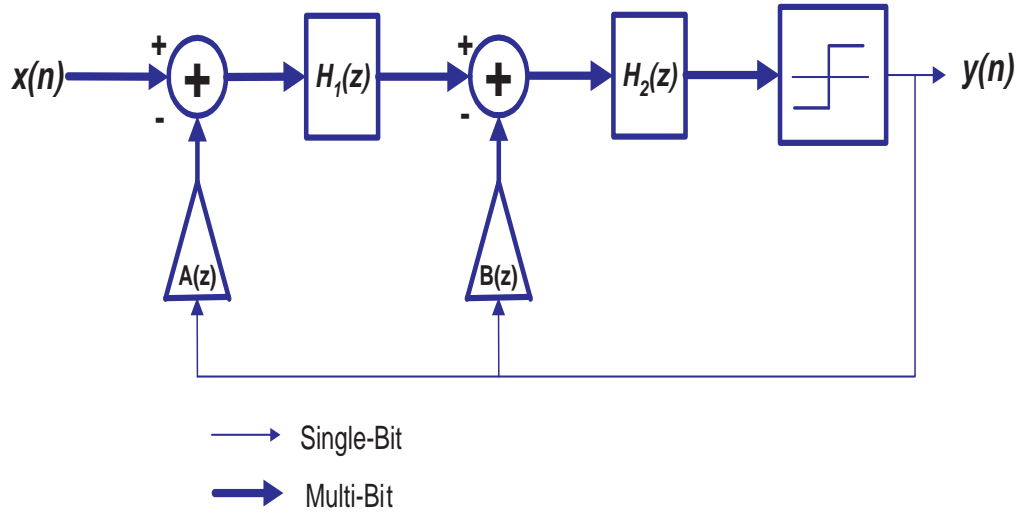 x(n)
+
-
+
H₁(z)
+
-
+
H₂(z)
y(n)
A(z)
B(z)
Single-Bit
Multi-Bit